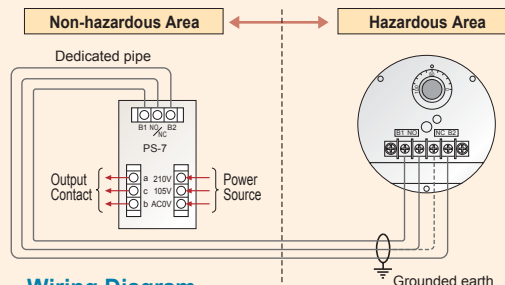 Non-hazardous Area
Hazardous Area
Dedicated pipe
B1 NO/NC B2
PS-7
Output Contact
a 210V
c 105V
b AC0V
Power Source
B1 NO
NC B2
Grounded earth
Wiring Diagram